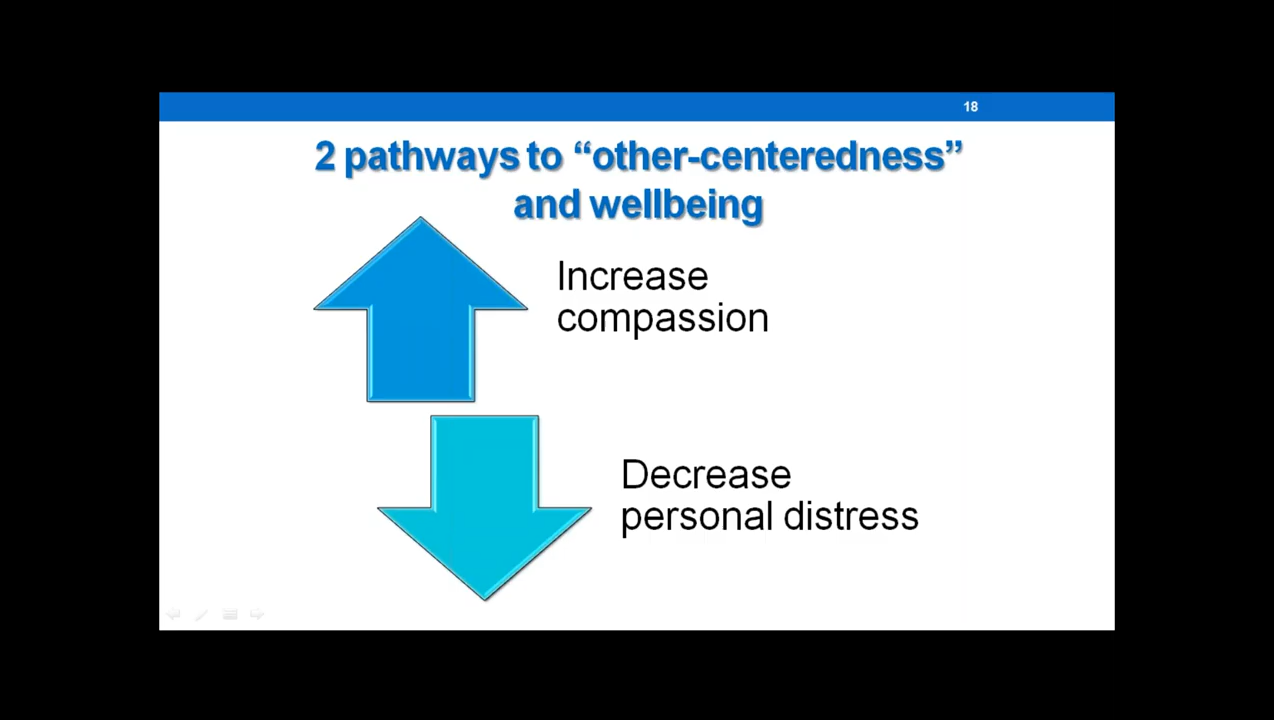 18
2 pathways to “other-centeredness”
and wellbeing
Increase
compassion
Decrease
personal distress